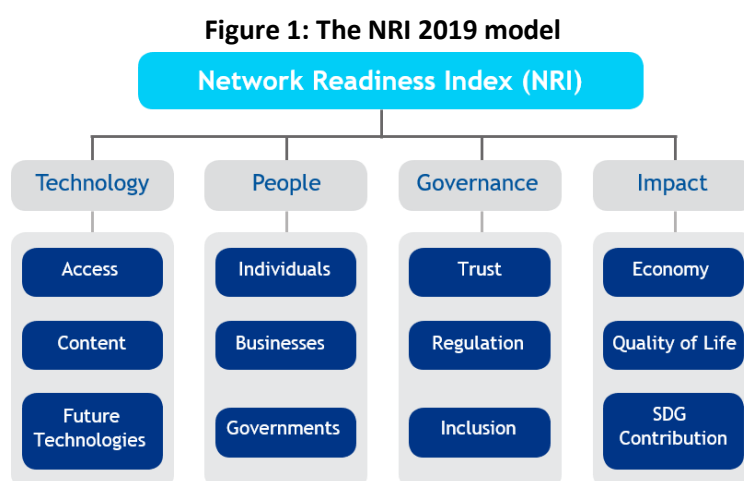 Figure 1: The NRI 2019 model
Network Readiness Index (NRI)
Technology
People
Governance
Impact
Access
Individuals
Trust
Economy
Content
Businesses
Regulation
Quality of Life
Future
Technologies
Governments
Inclusion
SDG
Contribution